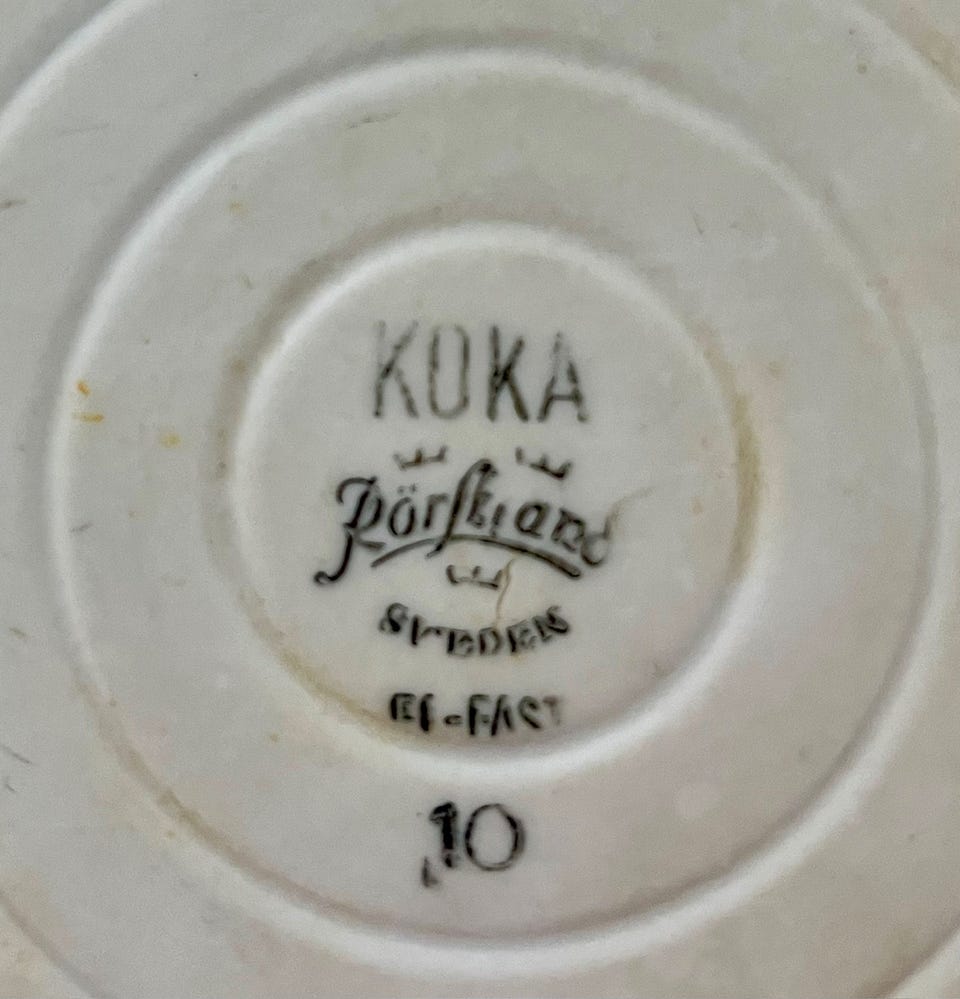 KOKA
Rörstrand
SWEDEN
ELD-FAST
10